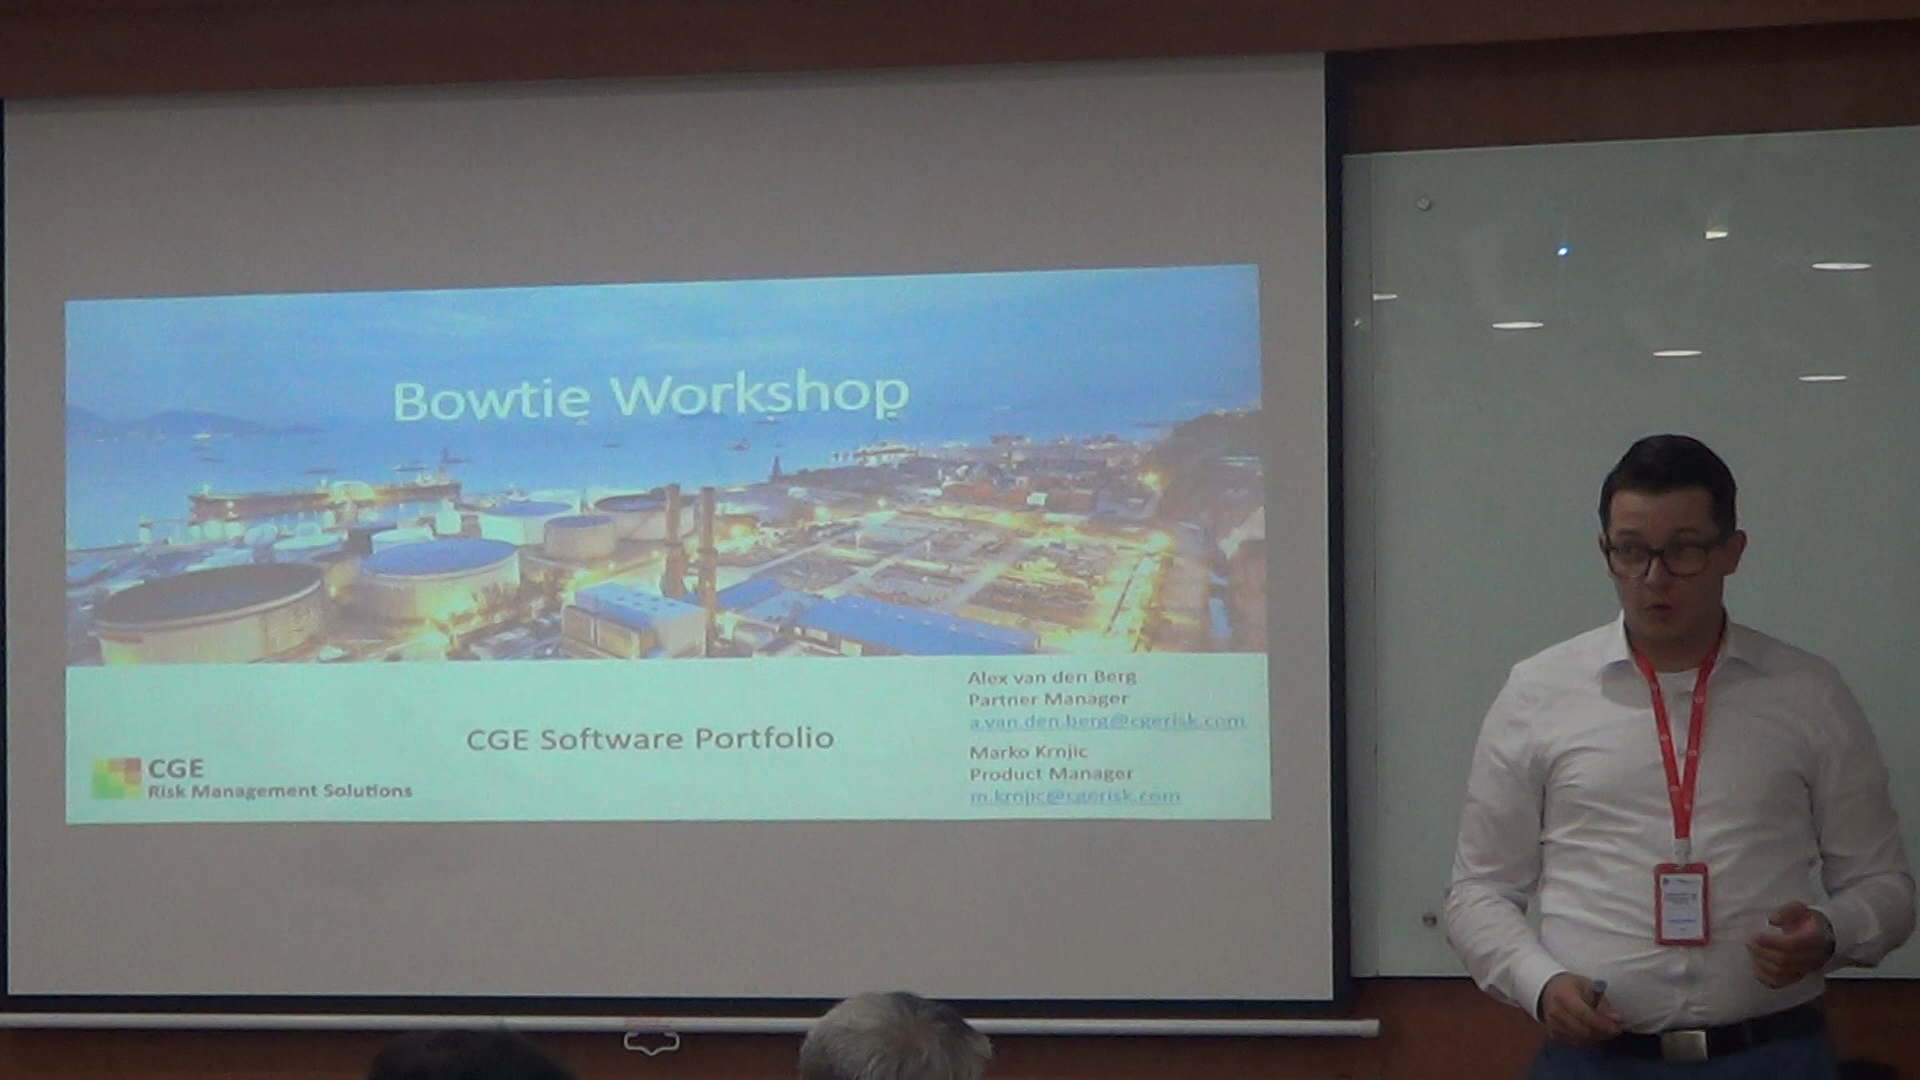 Bowtie Workshop
Alex van den Berg
Partner Manager
a.van.den.berg@cgerisk.com
CGE Software Portfolio
Marko Krnjic
Product Manager
m.krnjic@cgerisk.com
CGE
Risk Management Solutions